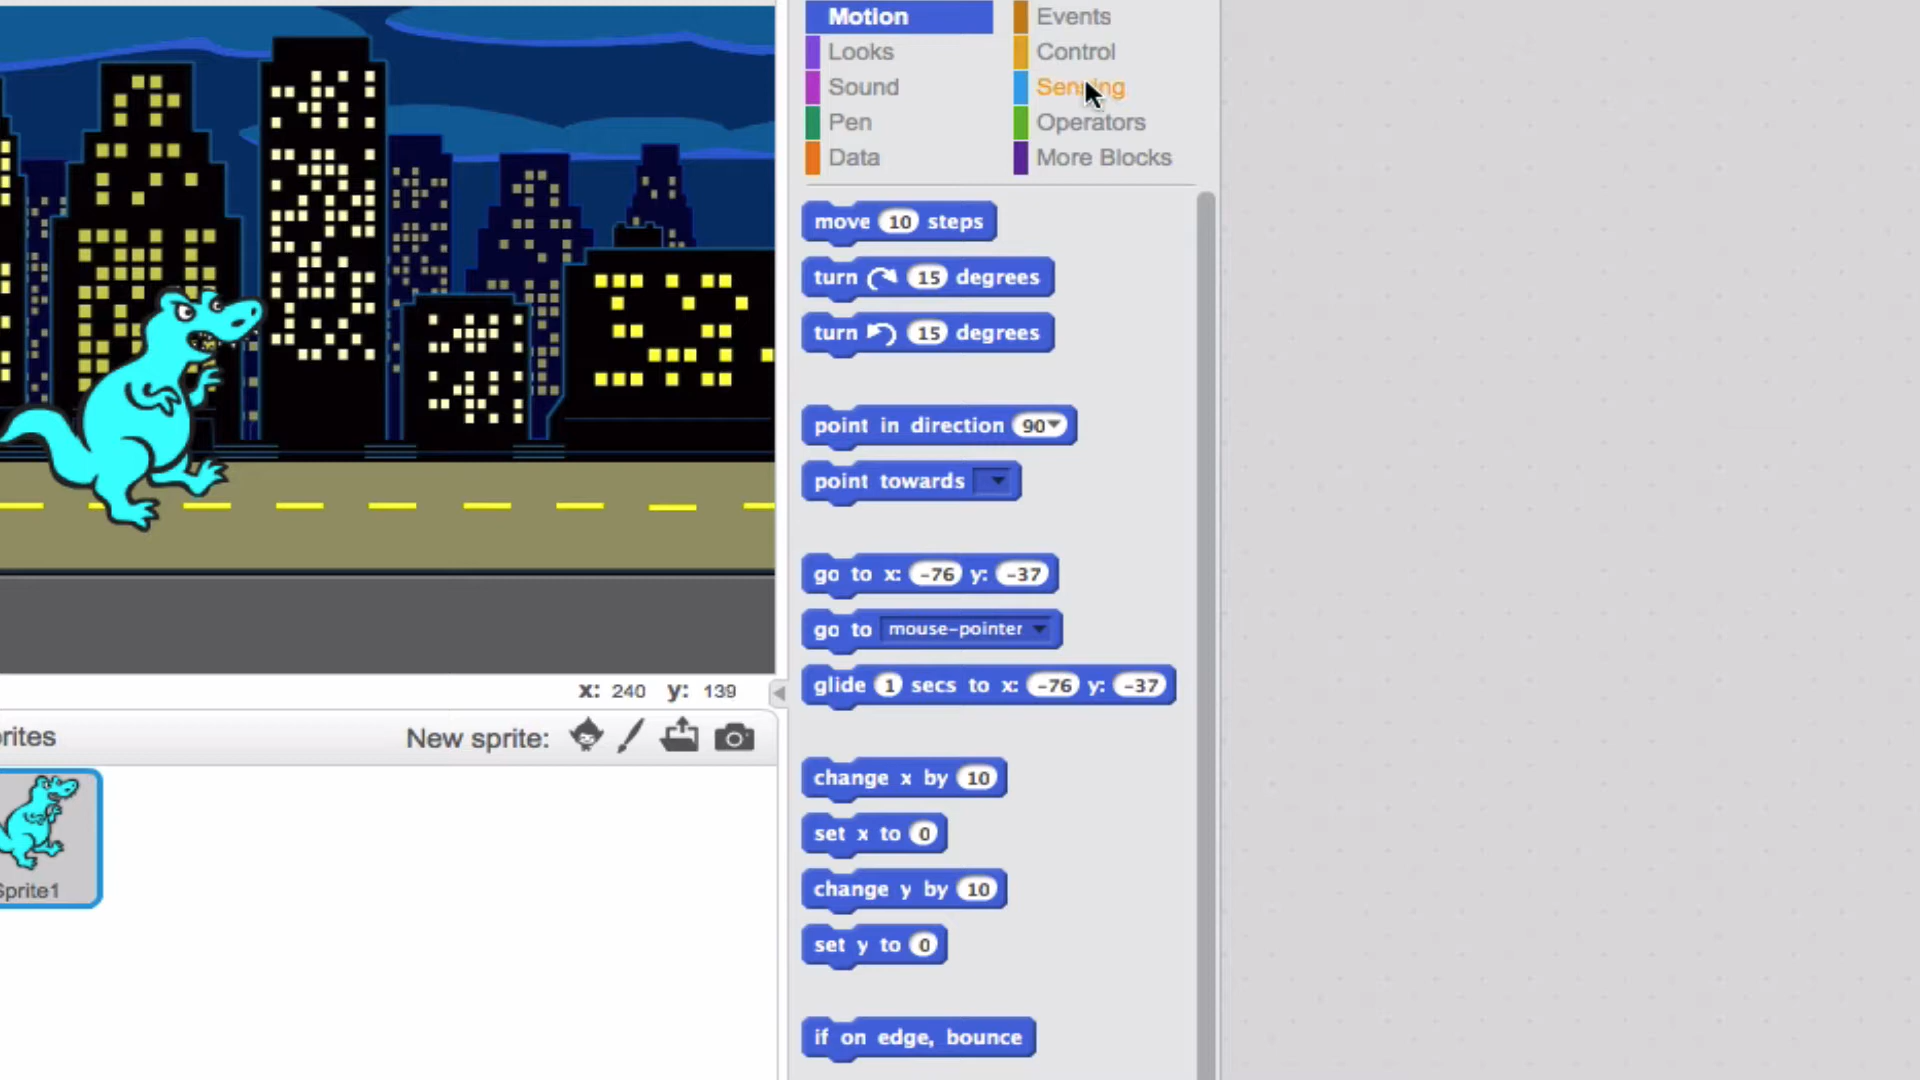 Motion
Events
Looks
Control
Sound
Sensing
Pen
Operators
Data
More Blocks
move 10 steps
turn 15 degrees
turn 15 degrees
point in direction 90
point towards
go to x: -76 y: -37
go to mouse-pointer
glide 1 secs to x: -76 y: -37
x: 240 y: 139
rites
New sprite:
Sprite1
change x by 10
set x to 0
change y by 10
set y to 0
if on edge, bounce